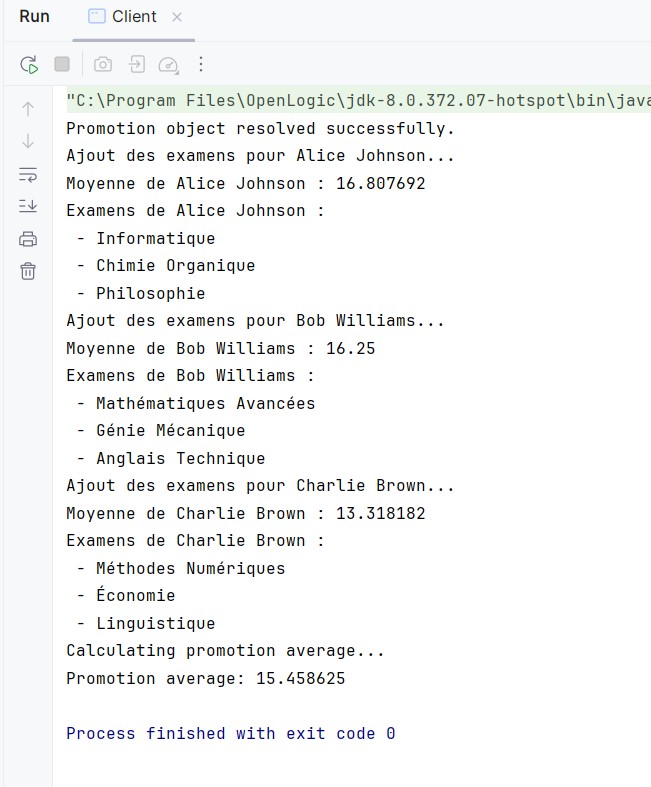 Run Client
"C:\Program Files\OpenLogic\jdk-8.0.372.07-hotspot\bin\java
Promotion object resolved successfully.
Ajout des examens pour Alice Johnson...
Moyenne de Alice Johnson : 16.807692
Examens de Alice Johnson :
- Informatique
- Chimie Organique
- Philosophie
Ajout des examens pour Bob Williams...
Moyenne de Bob Williams : 16.25
Examens de Bob Williams :
- Mathématiques Avancées
- Génie Mécanique
- Anglais Technique
Ajout des examens pour Charlie Brown...
Moyenne de Charlie Brown : 13.318182
Examens de Charlie Brown :
- Méthodes Numériques
- Économie
- Linguistique
Calculating promotion average...
Promotion average: 15.458625
Process finished with exit code 0